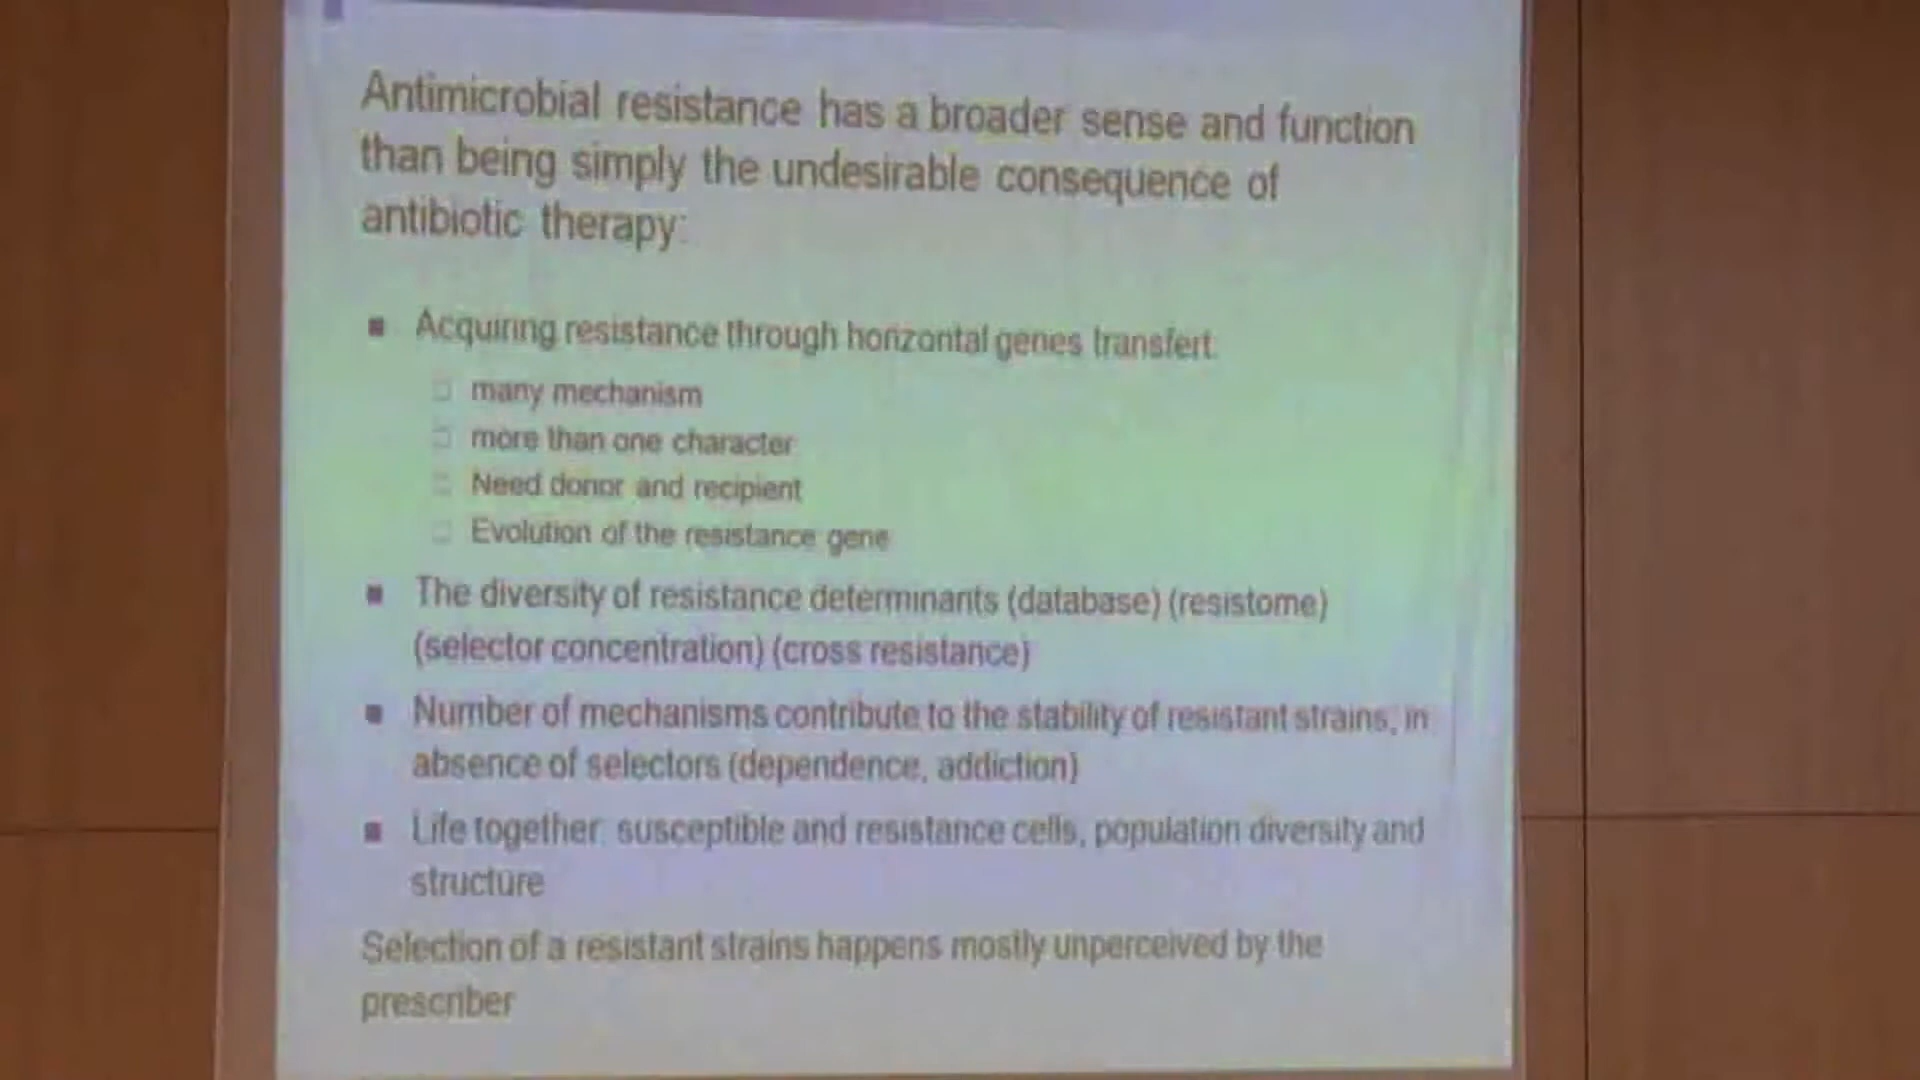 Antimicrobial resistance has a broader sense and function
than being simply the undesirable consequence of
antibiotic therapy:
Acquiring resistance through horizontal genes transfert:
many mechanism
more than one character
Need donor and recipient
Evolution of the resistance gene
The diversity of resistance determinants (database) (resistome)
(selector concentration) (cross resistance)
Number of mechanisms contribute to the stability of resistant strains, in
absence of selectors (dependence, addiction)
Life together: susceptible and resistance cells, population diversity and
structure
Selection of a resistant strains happens mostly unperceived by the
prescriber